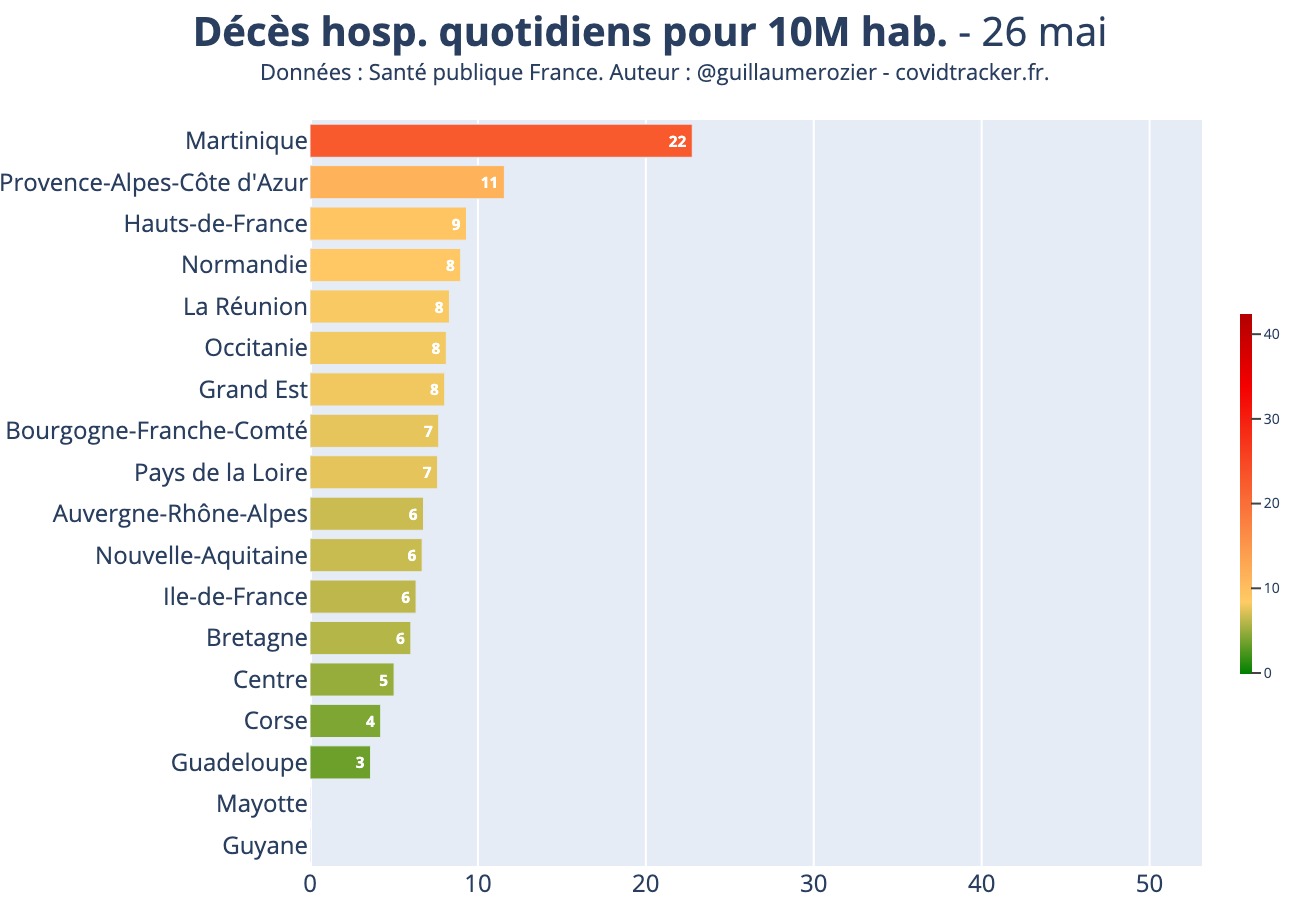 Décès hosp. quotidiens pour 10M hab. - 26 mai
Données : Santé publique France. Auteur : @guillaumerozier - covidtracker.fr.
Martinique 22
Provence-Alpes-Côte d'Azur 11
Hauts-de-France 9
Normandie 8
La Réunion 8
Occitanie 8
Grand Est 8
Bourgogne-Franche-Comté 7
Pays de la Loire 7
Auvergne-Rhône-Alpes 6
Nouvelle-Aquitaine 6
Ile-de-France 6
Bretagne 6
Centre 5
Corse 4
Guadeloupe 3
Mayotte
Guyane
0 10 20 30 40 50
40
30
20
10
0